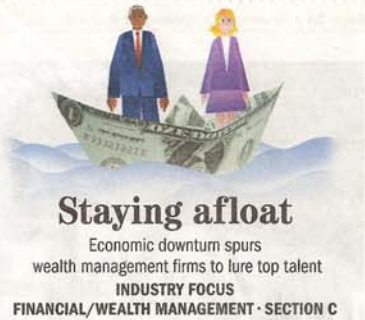 Staying afloat
Economic downturn spurs
wealth management firms to lure top talent
INDUSTRY FOCUS
FINANCIAL/WEALTH MANAGEMENT · SECTION C